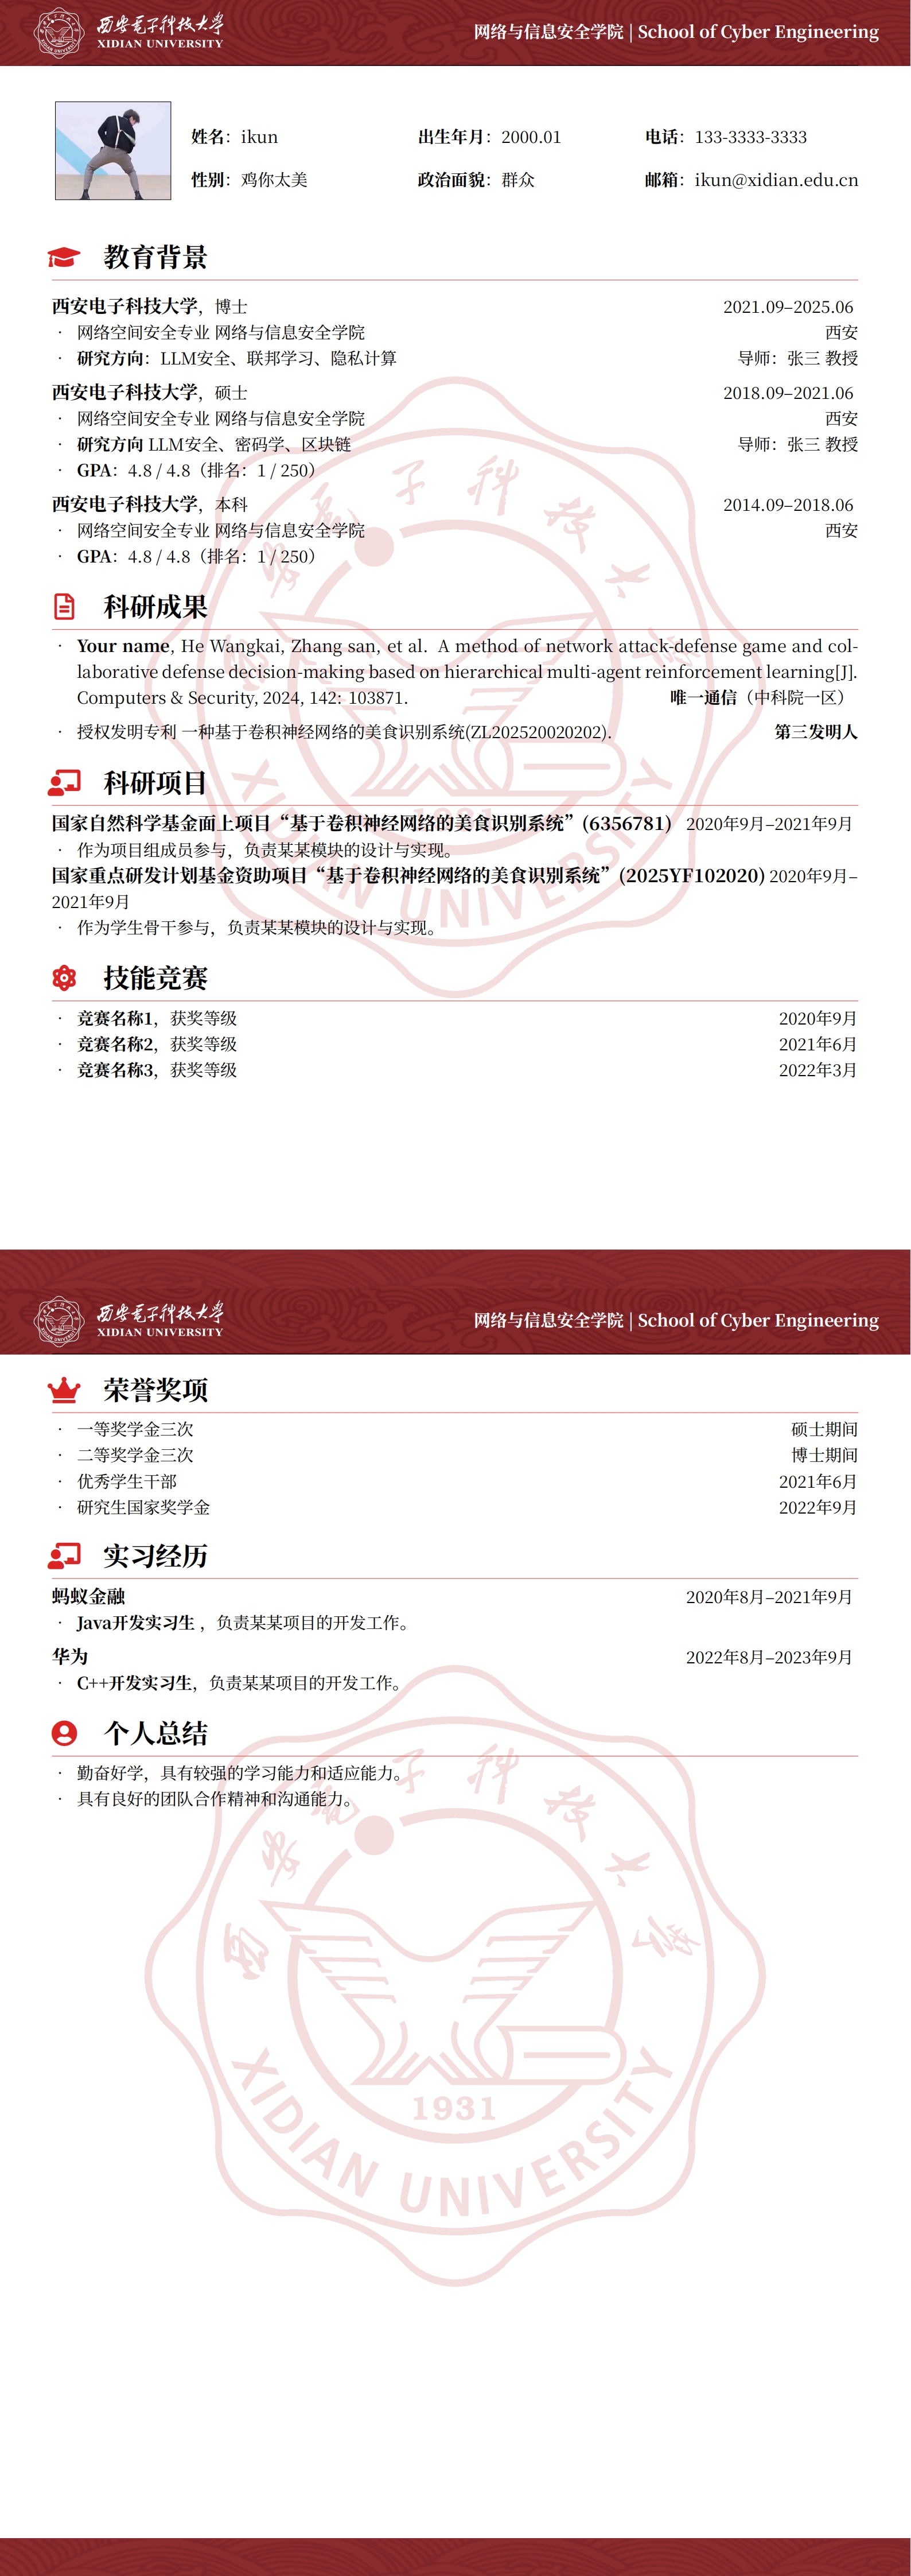 西安电子科技大学
XIDIAN UNIVERSITY
网络与信息安全学院 | School of Cyber Engineering
姓名：ikun 出生年月：2000.01 电话：133-3333-3333
性别：鸡你太美 政治面貌：群众 邮箱：ikun@xidian.edu.cn
教育背景
西安电子科技大学，博士 2021.09–2025.06
· 网络空间安全专业 网络与信息安全学院 西安
· 研究方向：LLM安全、联邦学习、隐私计算 导师：张三 教授
西安电子科技大学，硕士 2018.09–2021.06
· 网络空间安全专业 网络与信息安全学院 西安
· 研究方向 LLM安全、密码学、区块链 导师：张三 教授
· GPA：4.8 / 4.8（排名：1 / 250）
西安电子科技大学，本科 2014.09–2018.06
· 网络空间安全专业 网络与信息安全学院 西安
· GPA：4.8 / 4.8（排名：1 / 250）
科研成果
· Your name, He Wangkai, Zhang san, et al. A method of network attack-defense game and col-
laborative defense decision-making based on hierarchical multi-agent reinforcement learning[J].
Computers & Security, 2024, 142: 103871. 唯一通信（中科院一区）
· 授权发明专利 一种基于卷积神经网络的美食识别系统(ZL202520020202). 第三发明人
科研项目
国家自然科学基金面上项目“基于卷积神经网络的美食识别系统”(6356781) 2020年9月–2021年9月
· 作为项目组成员参与，负责某某模块的设计与实现。
国家重点研发计划基金资助项目“基于卷积神经网络的美食识别系统”(2025YF102020) 2020年9月–
2021年9月
· 作为学生骨干参与，负责某某模块的设计与实现。
技能竞赛
· 竞赛名称1，获奖等级 2020年9月
· 竞赛名称2，获奖等级 2021年6月
· 竞赛名称3，获奖等级 2022年3月
西安电子科技大学
XIDIAN UNIVERSITY
1931
西安电子科技大学
XIDIAN UNIVERSITY
网络与信息安全学院 | School of Cyber Engineering
荣誉奖项
· 一等奖学金三次 硕士期间
· 二等奖学金三次 博士期间
· 优秀学生干部 2021年6月
· 研究生国家奖学金 2022年9月
实习经历
蚂蚁金融 2020年8月–2021年9月
· Java开发实习生 ，负责某某项目的开发工作。
华为 2022年8月–2023年9月
· C++开发实习生，负责某某项目的开发工作。
个人总结
· 勤奋好学，具有较强的学习能力和适应能力。
· 具有良好的团队合作精神和沟通能力。
西安电子科技大学
1931
XIDIAN UNIVERSITY